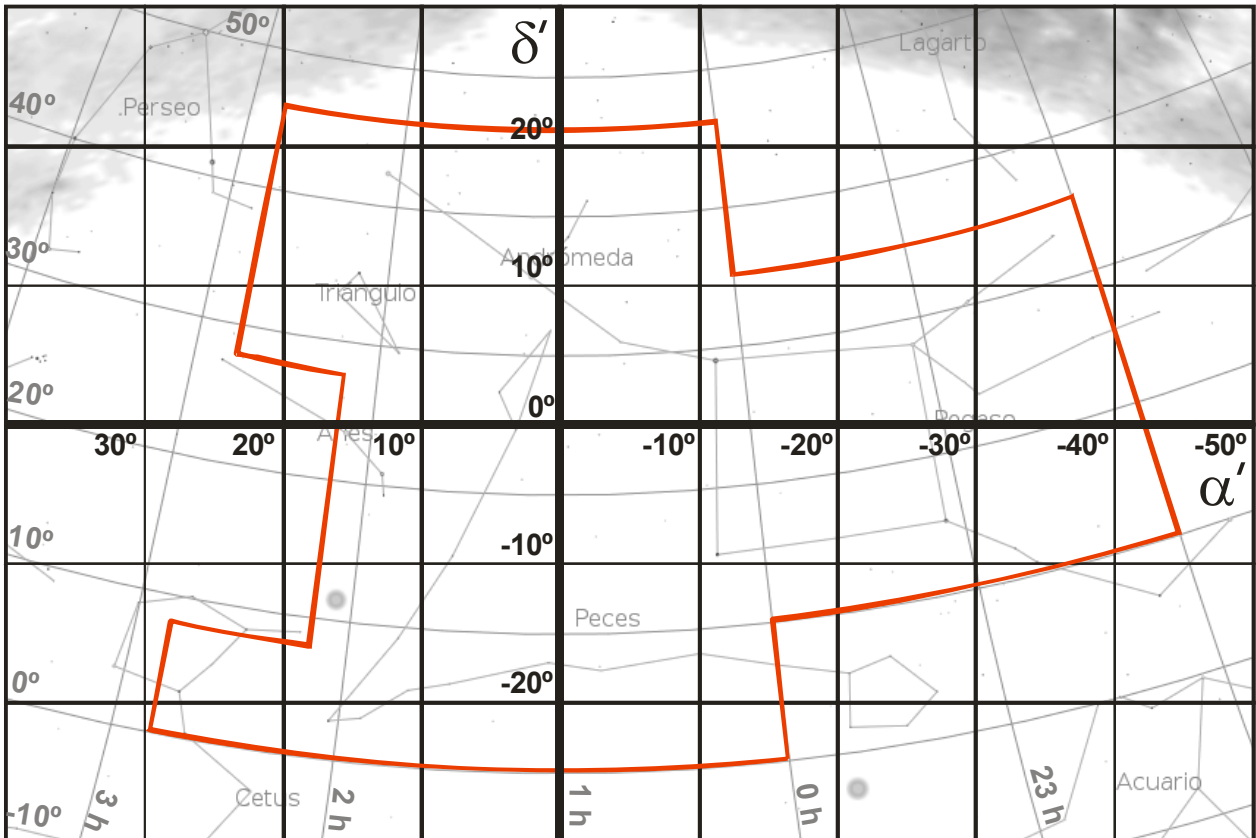 50º
δ′
Lagarto
40º
Perseo
20º
30º
Andrómeda
10º
Triángulo
20º
0º
Pegaso
30º
20º
Aries
10º
-10º
-20º
-30º
-40º
-50º
α′
10º
-10º
Peces
0º
-20º
-10º
3 h
Cetus
2 h
1 h
0 h
23 h
Acuario